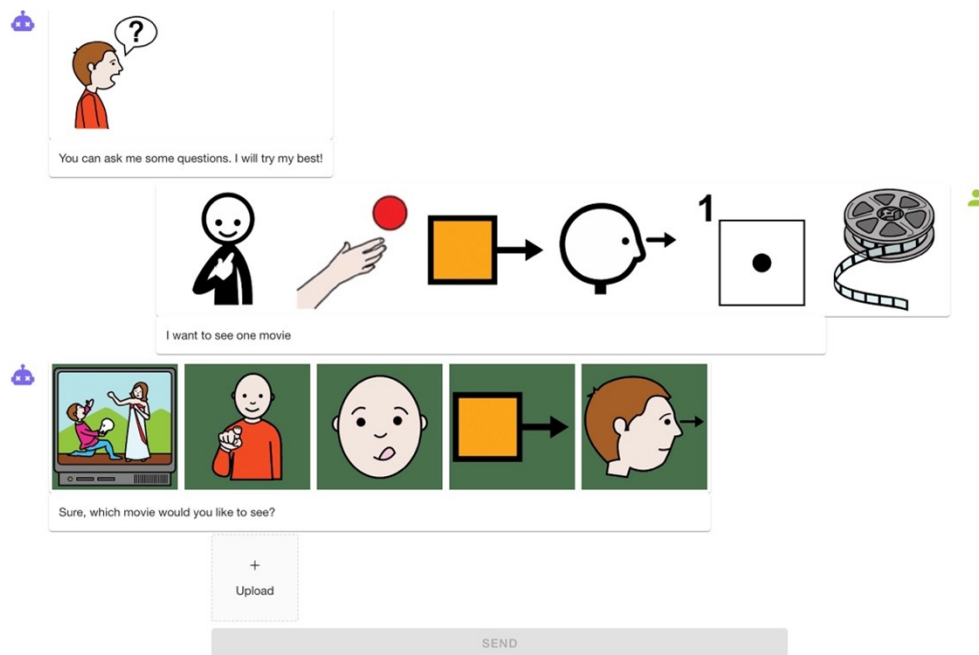 ?
You can ask me some questions. I will try my best!
1
I want to see one movie
Sure, which movie would you like to see?
+
Upload
SEND